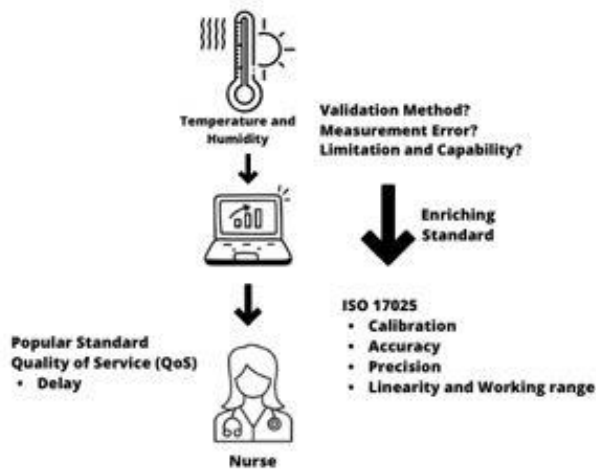 Temperature and
Humidity
Validation Method?
Measurement Error?
Limitation and Capability?
Enriching
Standard
ISO 17025
• Calibration
• Accuracy
• Precision
• Linearity and Working range
Popular Standard
Quality of Service (QoS)
• Delay
Nurse